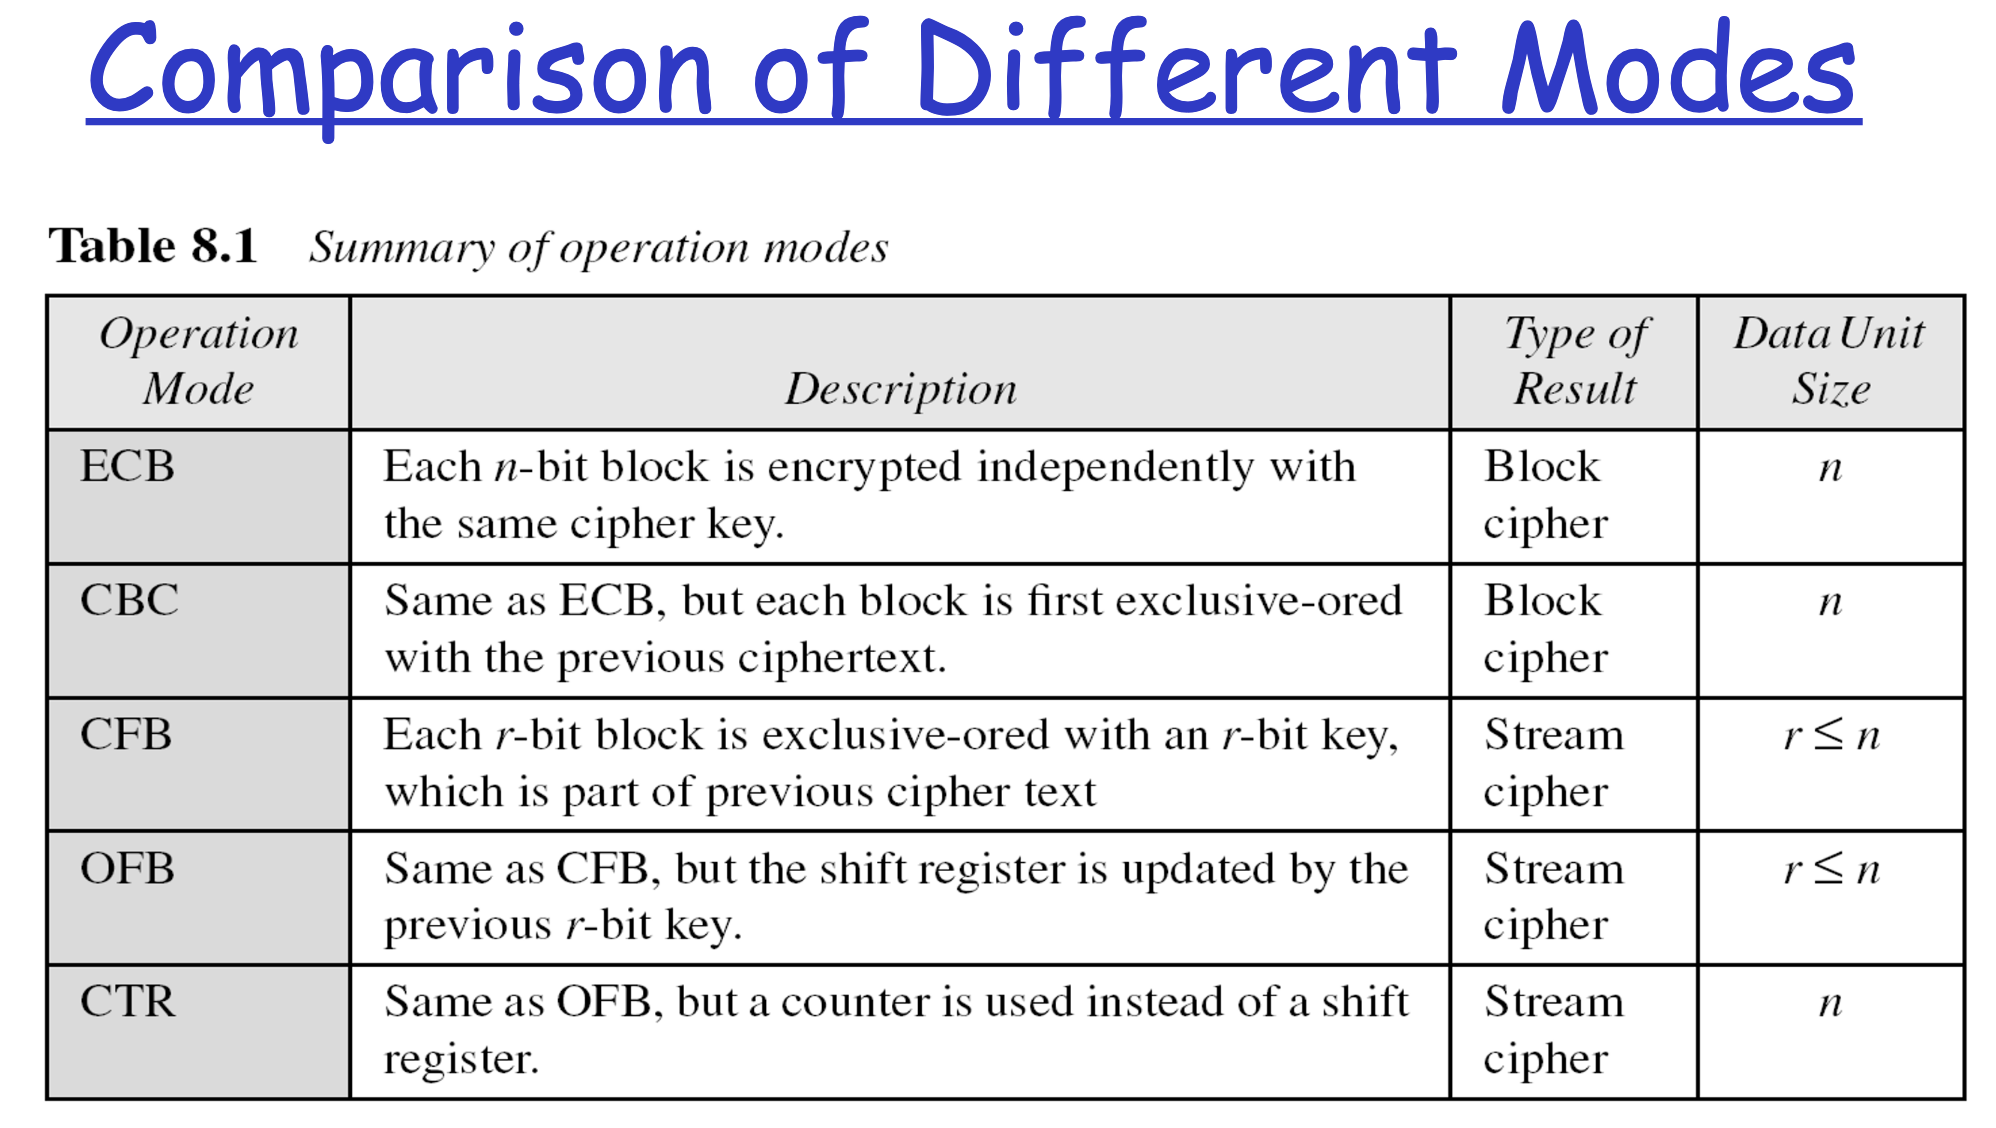 Comparison of Different Modes
Table 8.1 Summary of operation modes
Operation Mode
Description
Type of Result
Data Unit Size
ECB
Each n-bit block is encrypted independently with
the same cipher key.
Block
cipher
n
CBC
Same as ECB, but each block is first exclusive-ored
with the previous ciphertext.
Block
cipher
n
CFB
Each r-bit block is exclusive-ored with an r-bit key,
which is part of previous cipher text
Stream
cipher
r ≤ n
OFB
Same as CFB, but the shift register is updated by the
previous r-bit key.
Stream
cipher
r ≤ n
CTR
Same as OFB, but a counter is used instead of a shift
register.
Stream
cipher
n